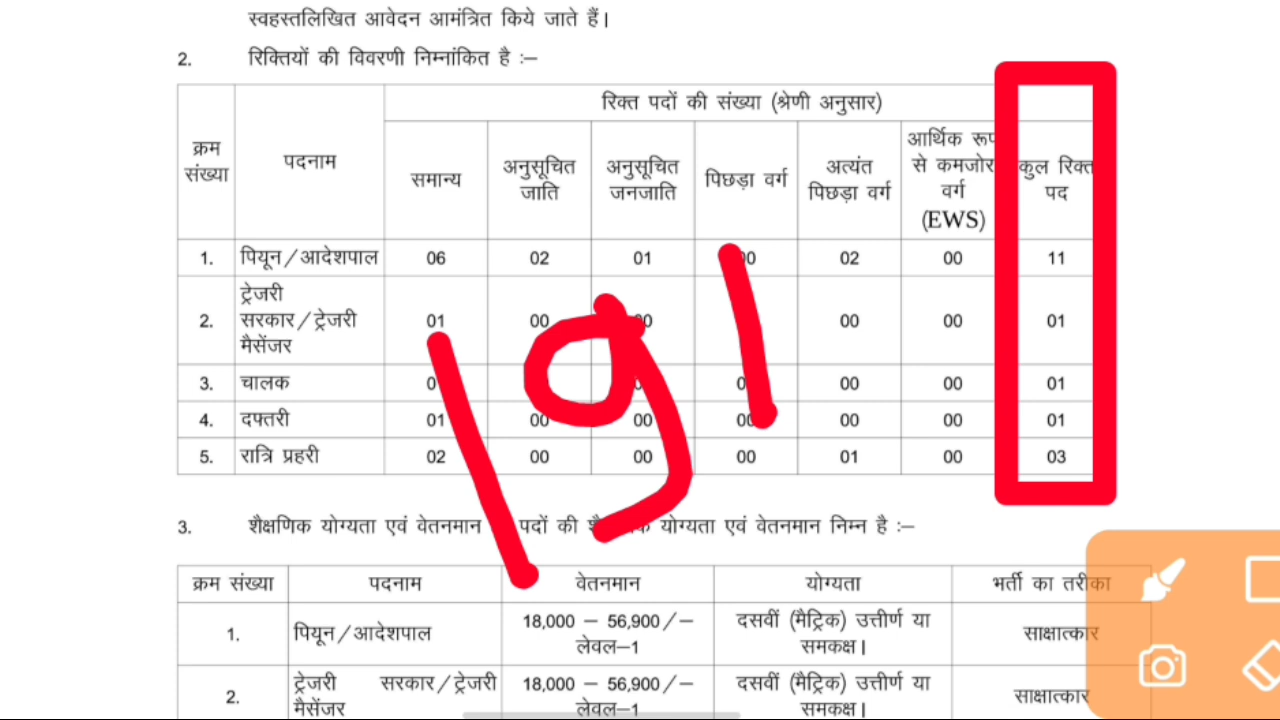 स्वहस्तलिखित आवेदन आमंत्रित किये जाते हैं।
2. रिक्तियों की विवरणी निम्नांकित है :–
क्रम संख्या पदनाम रिक्त पदों की संख्या (श्रेणी अनुसार)
समान्य अनुसूचित जाति अनुसूचित जनजाति पिछड़ा वर्ग अत्यंत पिछड़ा वर्ग आर्थिक रूप से कमजोर वर्ग (EWS) कुल रिक्त पद
1. पियून/आदेशपाल 06 02 01 00 02 00 11
2. ट्रेजरी सरकार/ट्रेजरी मैसेंजर 01 00 00 00 00 01
3. चालक 00 00 01
4. दफ्तरी 01 00 00 00 00 00 01
5. रात्रि प्रहरी 02 00 00 00 01 00 03
191
3. शैक्षणिक योग्यता एवं वेतनमान पदों की योग्यता एवं वेतनमान निम्न है :–
क्रम संख्या पदनाम वेतनमान योग्यता भर्ती का तरीका
1. पियून/आदेशपाल 18,000 – 56,900/– लेवल–1 दसवीं (मैट्रिक) उत्तीर्ण या समकक्ष। साक्षात्कार
2. ट्रेजरी सरकार/ट्रेजरी मैसेंजर 18,000 – 56,900/– लेवल–1 दसवीं (मैट्रिक) उत्तीर्ण या समकक्ष। साक्षात्कार